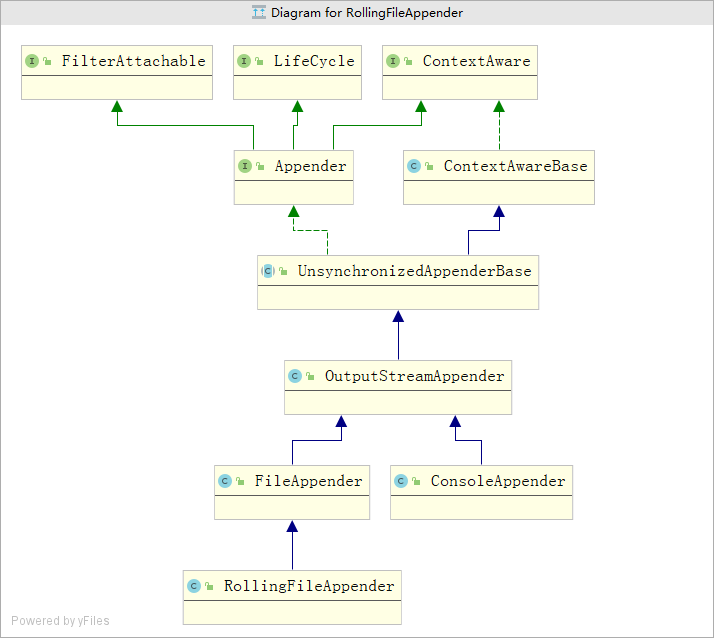 Diagram for RollingFileAppender
I FilterAttachable
I LifeCycle
I ContextAware
I Appender
C ContextAwareBase
C UnsynchronizedAppenderBase
C OutputStreamAppender
C FileAppender
C ConsoleAppender
C RollingFileAppender
Powered by yFiles